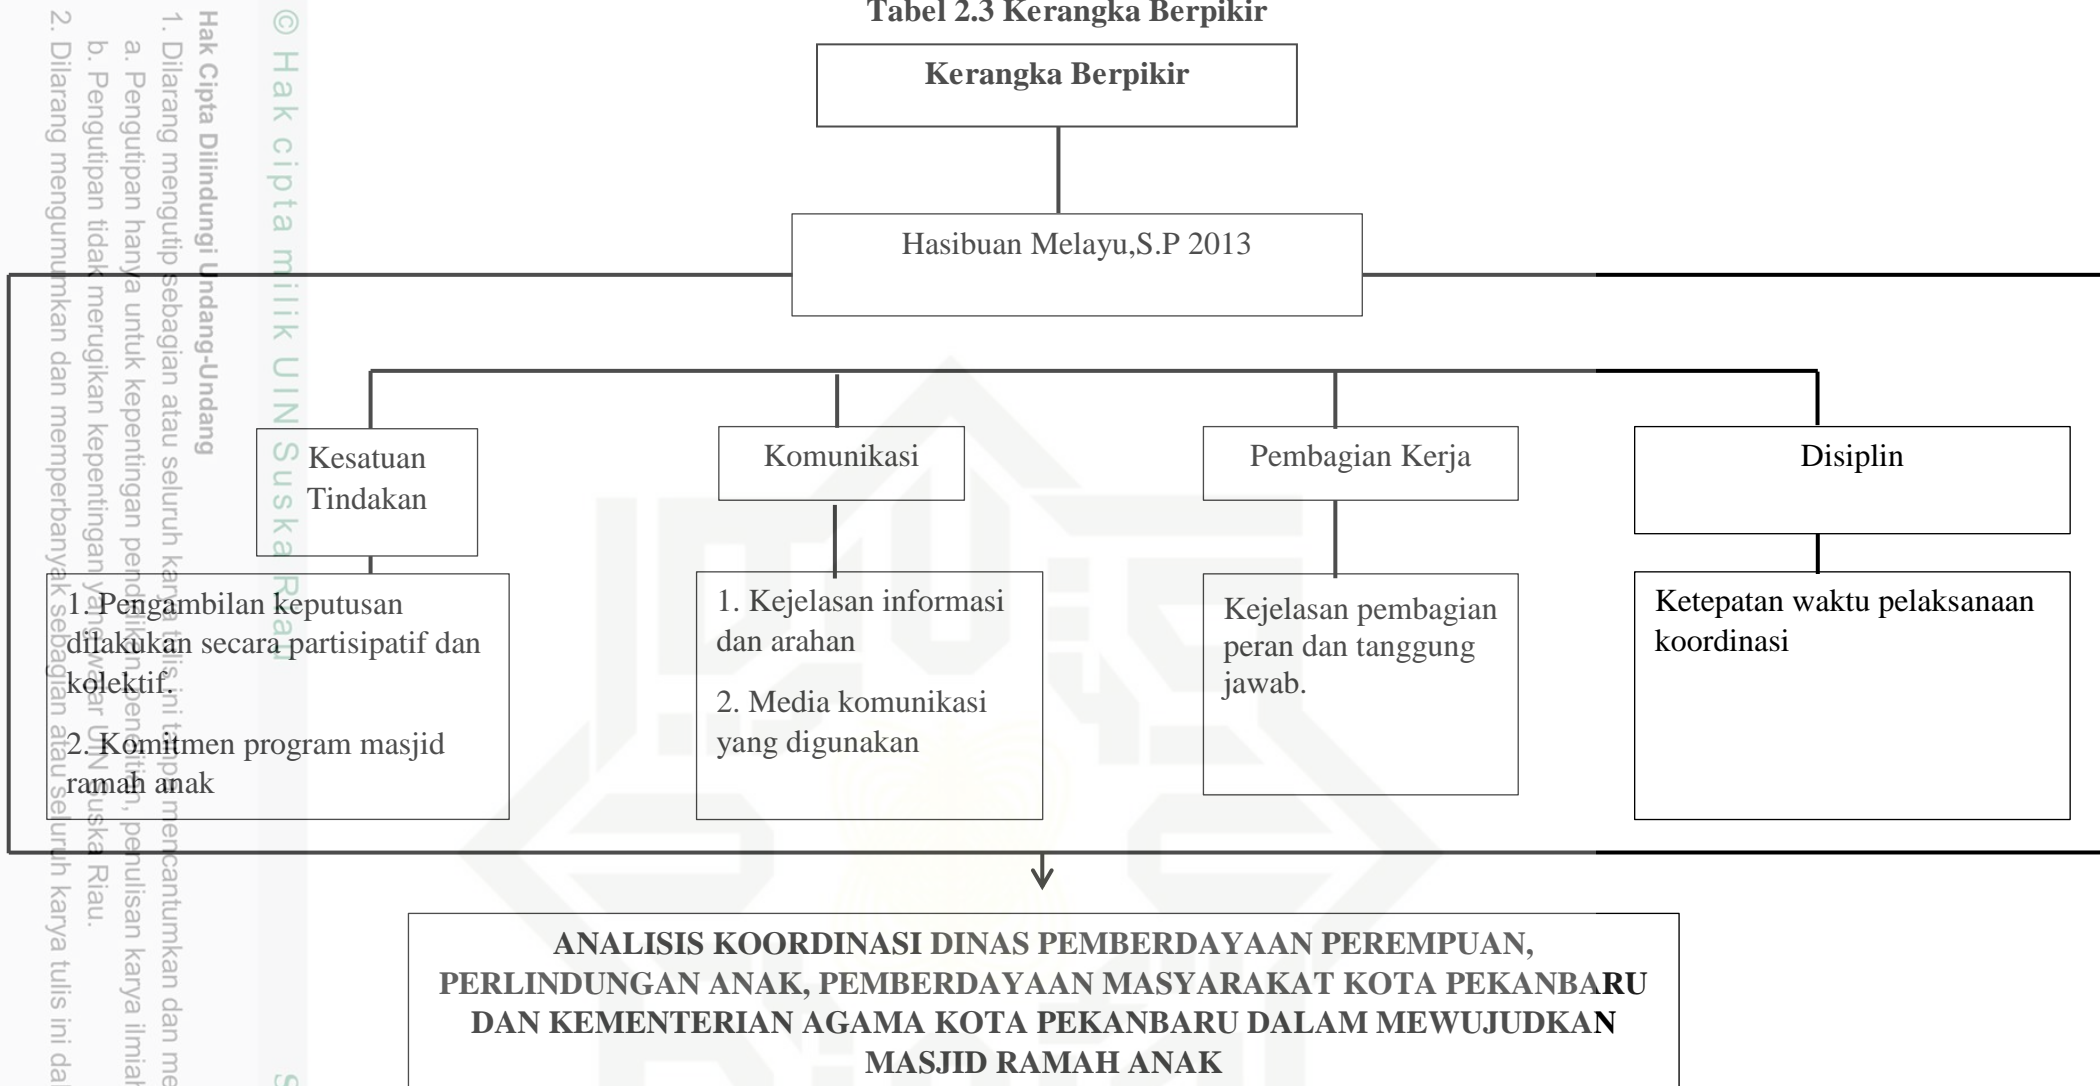 Tabel 2.3 Kerangka Berpikir
Kerangka Berpikir
Hasibuan Melayu,S.P 2013
Kesatuan
Tindakan
Komunikasi
Pembagian Kerja
Disiplin
1. Pengambilan keputusan
dilakukan secara partisipatif dan
kolektif.
2. Komitmen program masjid
ramah anak
1. Kejelasan informasi
dan arahan
2. Media komunikasi
yang digunakan
Kejelasan pembagian
peran dan tanggung
jawab.
Ketepatan waktu pelaksanaan
koordinasi
ANALISIS KOORDINASI DINAS PEMBERDAYAAN PEREMPUAN,
PERLINDUNGAN ANAK, PEMBERDAYAAN MASYARAKAT KOTA PEKANBARU
DAN KEMENTERIAN AGAMA KOTA PEKANBARU DALAM MEWUJUDKAN
MASJID RAMAH ANAK
© Hak cipta milik UIN Suska Riau
Hak Cipta Dilindungi Undang-Undang
1. Dilarang mengutip sebagian atau seluruh karya tulis ini tanpa mencantumkan dan me
a. Pengutipan hanya untuk kepentingan pendidikan, penelitian, penulisan karya ilmiah
b. Pengutipan tidak merugikan kepentingan yang wajar UIN Suska Riau.
2. Dilarang mengumumkan dan memperbanyak sebagian atau seluruh karya tulis ini dal